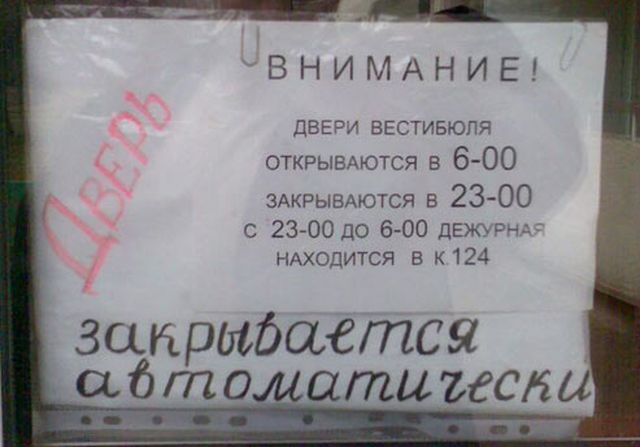 Дверь
ВНИМАНИЕ!
ДВЕРИ ВЕСТИБЮЛЯ
ОТКРЫВАЮТСЯ В 6-00
ЗАКРЫВАЮТСЯ В 23-00
С 23-00 ДО 6-00 ДЕЖУРНАЯ
НАХОДИТСЯ В К.124
закрывается
автоматически